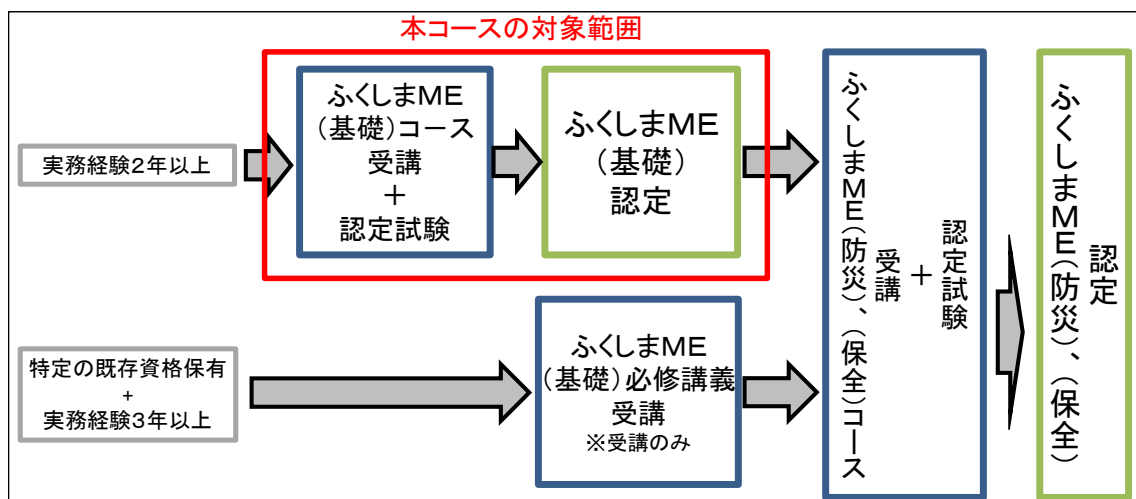 本コースの対象範囲
実務経験2年以上
ふくしまME
(基礎)コース
受講
+
認定試験
ふくしまME
(基礎)
認定
特定の既存資格保有
+
実務経験3年以上
ふくしまME
(基礎)必修講義
受講
※受講のみ
ふくしまME(防災)、(保全)コース
受講
+
認定試験
ふくしまME(防災)、(保全)
認定